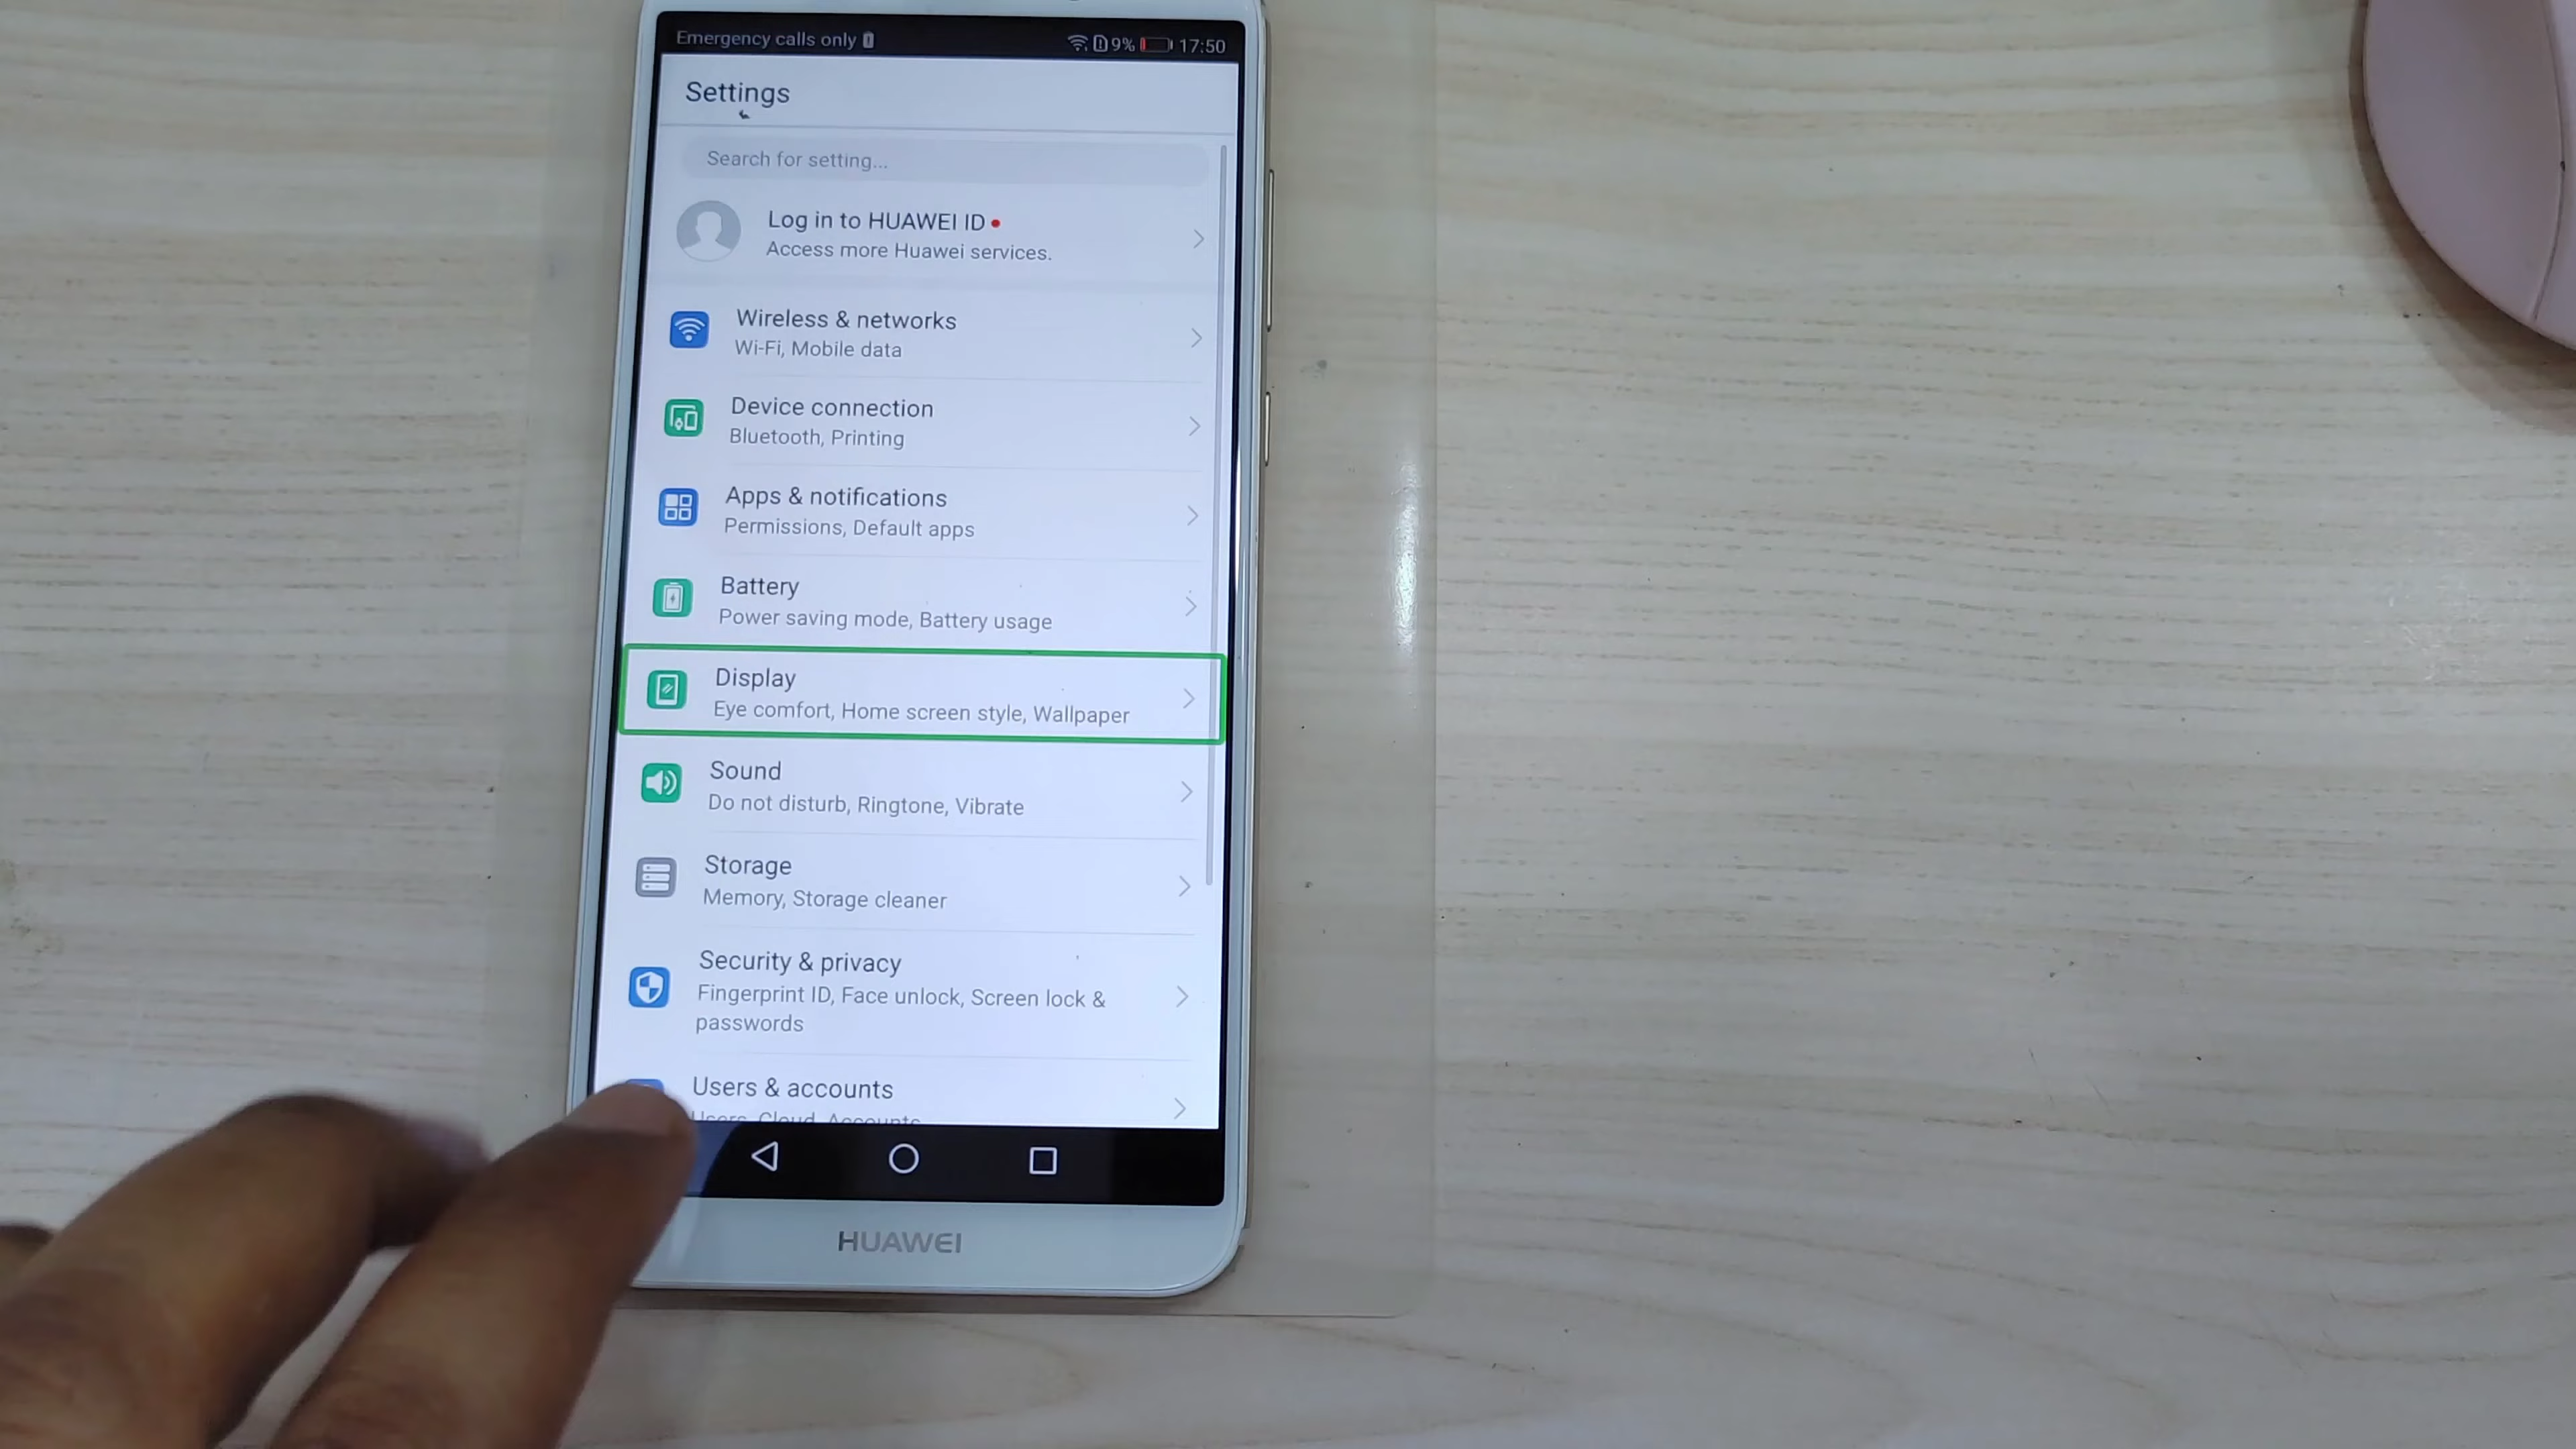 Emergency calls only 9% 17:50
Settings
Search for setting...
Log in to HUAWEI ID
Access more Huawei services.
Wireless & networks
Wi-Fi, Mobile data
Device connection
Bluetooth, Printing
Apps & notifications
Permissions, Default apps
Battery
Power saving mode, Battery usage
Display
Eye comfort, Home screen style, Wallpaper
Sound
Do not disturb, Ringtone, Vibrate
Storage
Memory, Storage cleaner
Security & privacy
Fingerprint ID, Face unlock, Screen lock &
passwords
Users & accounts
Users, Cloud, Accounts
HUAWEI